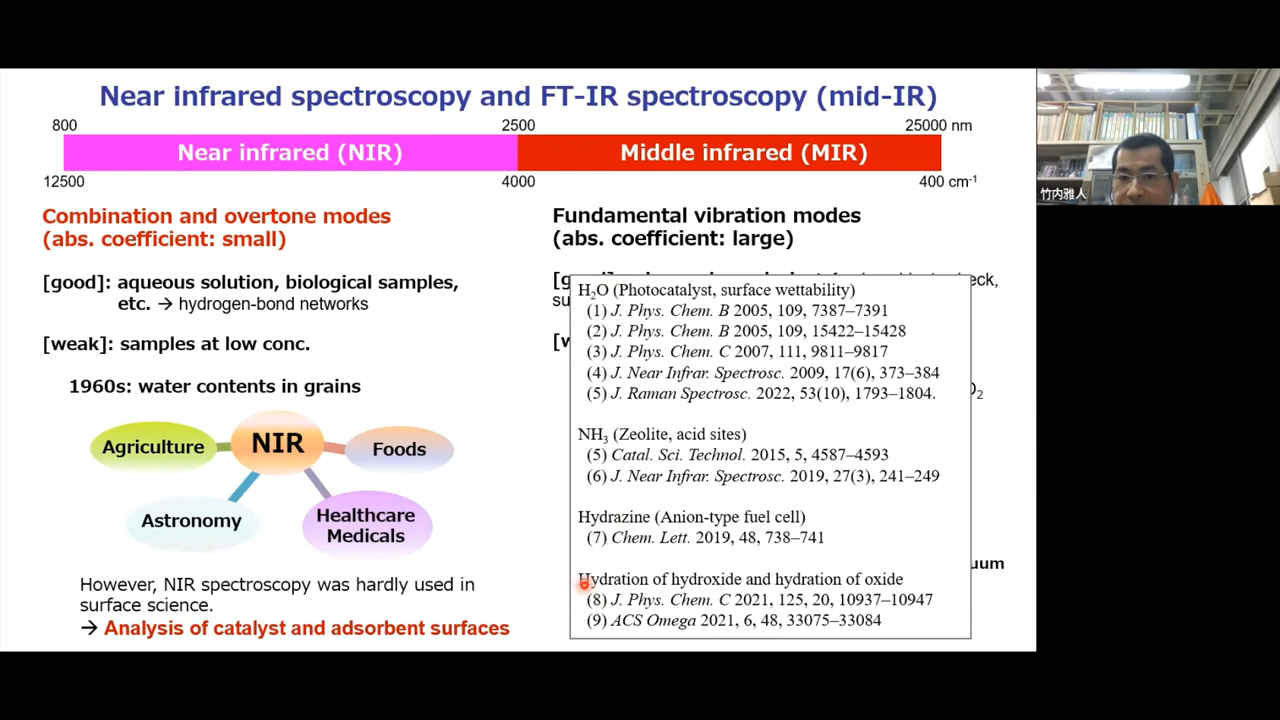 Near infrared spectroscopy and FT-IR spectroscopy (mid-IR)
800 2500 25000 nm
Near infrared (NIR) Middle infrared (MIR)
12500 4000 400 cm⁻¹
Combination and overtone modes
(abs. coefficient: small)
[good]: aqueous solution, biological samples,
etc. → hydrogen-bond networks
[weak]: samples at low conc.
1960s: water contents in grains
Agriculture
NIR
Foods
Astronomy
Healthcare
Medicals
However, NIR spectroscopy was hardly used in
surface science.
→ Analysis of catalyst and adsorbent surfaces
Fundamental vibration modes
(abs. coefficient: large)
H₂O (Photocatalyst, surface wettability)
(1) J. Phys. Chem. B 2005, 109, 7387–7391
(2) J. Phys. Chem. B 2005, 109, 15422–15428
(3) J. Phys. Chem. C 2007, 111, 9811–9817
(4) J. Near Infrar. Spectrosc. 2009, 17(6), 373–384
(5) J. Raman Spectrosc. 2022, 53(10), 1793–1804.
NH₃ (Zeolite, acid sites)
(5) Catal. Sci. Technol. 2015, 5, 4587–4593
(6) J. Near Infrar. Spectrosc. 2019, 27(3), 241–249
Hydrazine (Anion-type fuel cell)
(7) Chem. Lett. 2019, 48, 738–741
Hydration of hydroxide and hydration of oxide
(8) J. Phys. Chem. C 2021, 125, 20, 10937–10947
(9) ACS Omega 2021, 6, 48, 33075–33084
竹内雅人